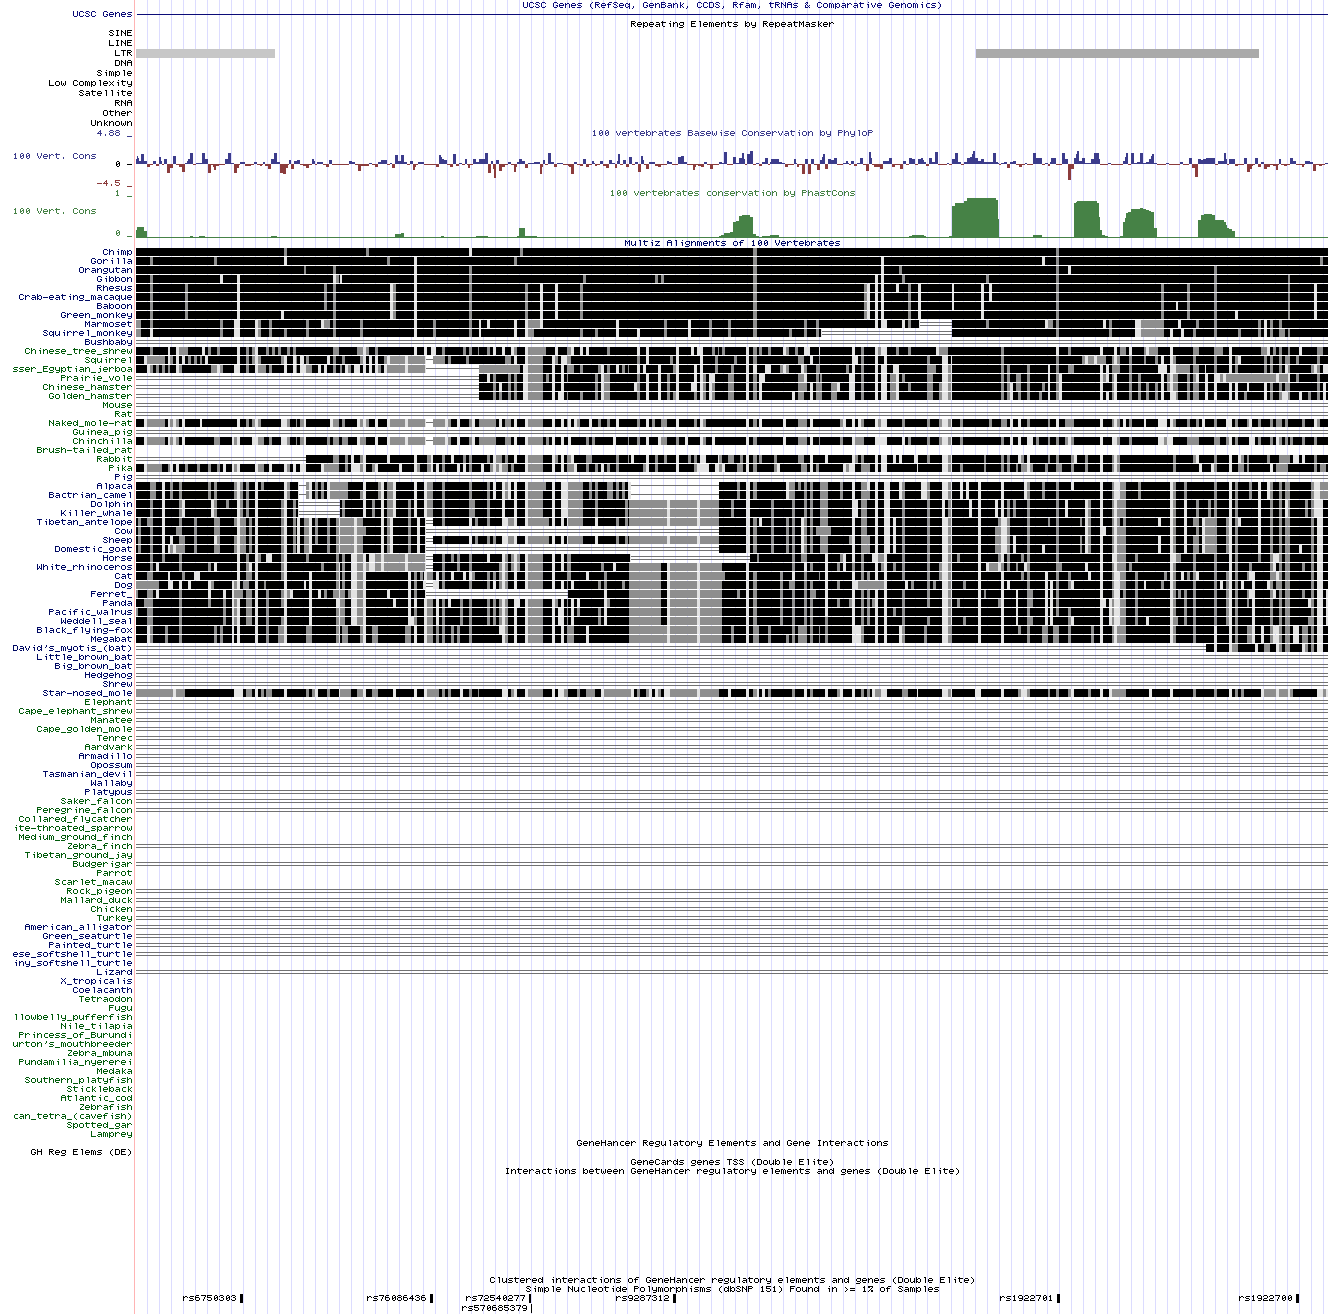 UCSC Genes (RefSeq, GenBank, CCDS, Rfam, tRNAs & Comparative Genomics)
UCSC Genes
Repeating Elements by RepeatMasker
SINE
LINE
LTR
DNA
Simple
Low Complexity
Satellite
RNA
Other
Unknown
4.88 _
100 vertebrates Basewise Conservation by PhyloP
100 Vert. Cons
0 _
-4.5 _
100 vertebrates conservation by PhastCons
1 _
100 Vert. Cons
0 _
Multiz Alignments of 100 Vertebrates
Chimp
Gorilla
Orangutan
Gibbon
Rhesus
Crab-eating_macaque
Baboon
Green_monkey
Marmoset
Squirrel_monkey
Bushbaby
Chinese_tree_shrew
Squirrel
sser_Egyptian_jerboa
Prairie_vole
Chinese_hamster
Golden_hamster
Mouse
Rat
Naked_mole-rat
Guinea_pig
Chinchilla
Brush-tailed_rat
Rabbit
Pika
Pig
Alpaca
Bactrian_camel
Dolphin
Killer_whale
Tibetan_antelope
Cow
Sheep
Domestic_goat
Horse
White_rhinoceros
Cat
Dog
Ferret_
Panda
Pacific_walrus
Weddell_seal
Black_flying-fox
Megabat
David's_myotis_(bat)
Little_brown_bat
Big_brown_bat
Hedgehog
Shrew
Star-nosed_mole
Elephant
Cape_elephant_shrew
Manatee
Cape_golden_mole
Tenrec
Aardvark
Armadillo
Opossum
Tasmanian_devil
Wallaby
Platypus
Saker_falcon
Peregrine_falcon
Collared_flycatcher
ite-throated_sparrow
Medium_ground_finch
Zebra_finch
Tibetan_ground_jay
Budgerigar
Parrot
Scarlet_macaw
Rock_pigeon
Mallard_duck
Chicken
Turkey
American_alligator
Green_seaturtle
Painted_turtle
ese_softshell_turtle
iny_softshell_turtle
Lizard
X_tropicalis
Coelacanth
Tetraodon
Fugu
llowbelly_pufferfish
Nile_tilapia
Princess_of_Burundi
urton's_mouthbreeder
Zebra_mbuna
Pundamilia_nyererei
Medaka
Southern_platyfish
Stickleback
Atlantic_cod
Zebrafish
can_tetra_(cavefish)
Spotted_gar
Lamprey
GeneHancer Regulatory Elements and Gene Interactions
GH Reg Elems (DE)
GeneCards genes TSS (Double Elite)
Interactions between GeneHancer regulatory elements and genes (Double Elite)
Clustered interactions of GeneHancer regulatory elements and genes (Double Elite)
Simple Nucleotide Polymorphisms (dbSNP 151) Found in >= 1% of Samples
rs6750303 rs76086436 rs72540277 rs9287312 rs1922701 rs1922700
rs570685379